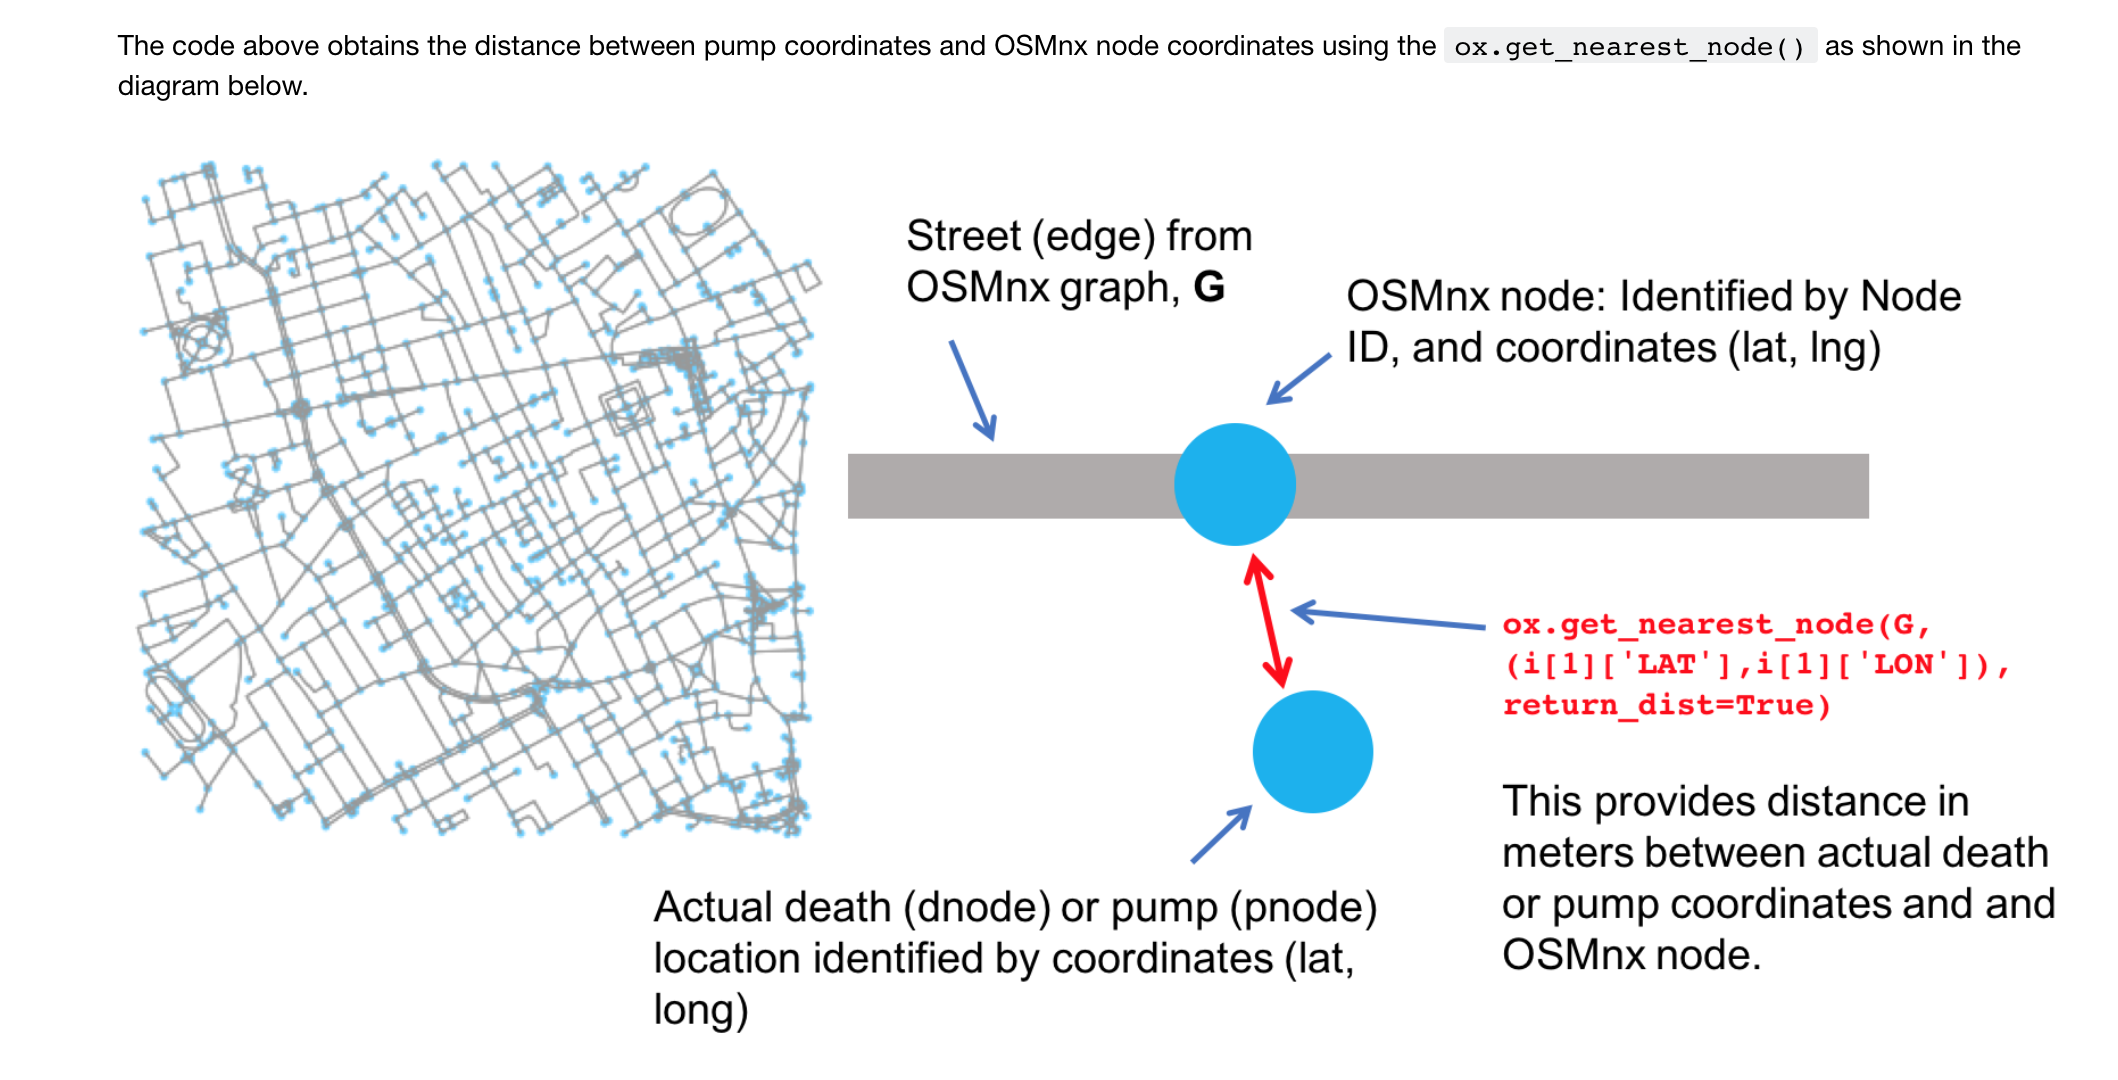 The code above obtains the distance between pump coordinates and OSMnx node coordinates using the ox.get_nearest_node() as shown in the
diagram below.
Street (edge) from
OSMnx graph, G
OSMnx node: Identified by Node
ID, and coordinates (lat, lng)
ox.get_nearest_node(G,
(i[1]['LAT'],i[1]['LON']),
return_dist=True)
This provides distance in
meters between actual death
or pump coordinates and and
OSMnx node.
Actual death (dnode) or pump (pnode)
location identified by coordinates (lat,
long)